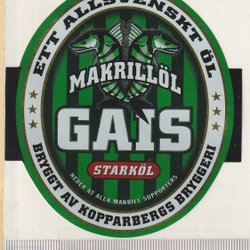 ETT ALLSVENSKT ÖL
MAKRILLÖL
GAIS
STARKÖL
HEDER ÅT ALLA MAKRILL-SUPPORTERS
BRYGGT AV KOPPARBERGS BRYGGERI